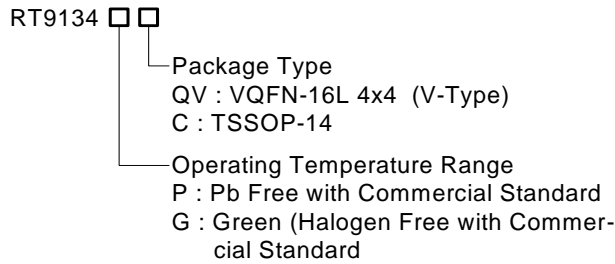 RT9134
Package Type
QV : VQFN-16L 4x4 (V-Type)
C : TSSOP-14
Operating Temperature Range
P : Pb Free with Commercial Standard
G : Green (Halogen Free with Commer-
cial Standard